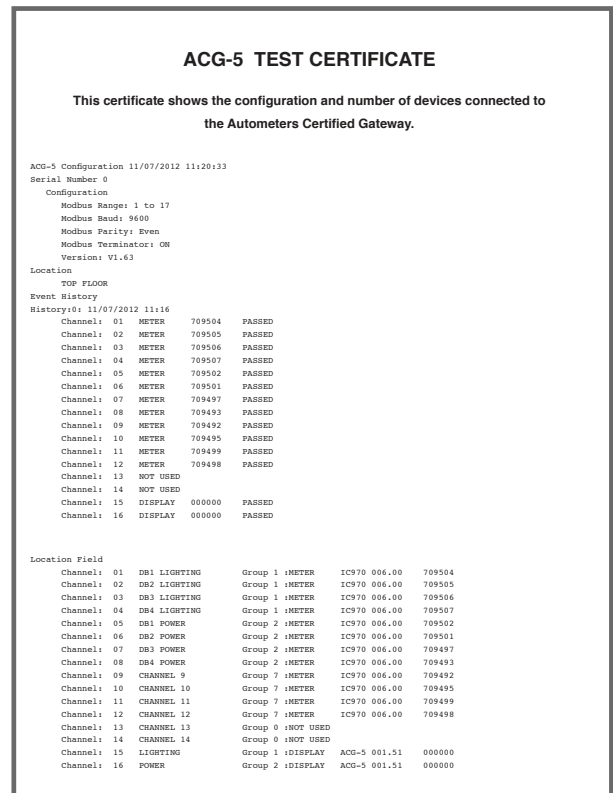 ACG-5 TEST CERTIFICATE
This certificate shows the configuration and number of devices connected to
the Autometers Certified Gateway.
ACG-5 Configuration 11/07/2012 11:20:33
Serial Number 0
Configuration
Modbus Range: 1 to 17
Modbus Baud: 9600
Modbus Parity: Even
Modbus Terminator: ON
Version: V1.63
Location
TOP FLOOR
Event History
History:0: 11/07/2012 11:16
Channel: 01 METER 709504 PASSED
Channel: 02 METER 709505 PASSED
Channel: 03 METER 709506 PASSED
Channel: 04 METER 709507 PASSED
Channel: 05 METER 709502 PASSED
Channel: 06 METER 709501 PASSED
Channel: 07 METER 709497 PASSED
Channel: 08 METER 709493 PASSED
Channel: 09 METER 709492 PASSED
Channel: 10 METER 709495 PASSED
Channel: 11 METER 709499 PASSED
Channel: 12 METER 709498 PASSED
Channel: 13 NOT USED
Channel: 14 NOT USED
Channel: 15 DISPLAY 000000 PASSED
Channel: 16 DISPLAY 000000 PASSED
Location Field
Channel: 01 DB1 LIGHTING Group 1 :METER IC970 006.00 709504
Channel: 02 DB2 LIGHTING Group 1 :METER IC970 006.00 709505
Channel: 03 DB3 LIGHTING Group 1 :METER IC970 006.00 709506
Channel: 04 DB4 LIGHTING Group 1 :METER IC970 006.00 709507
Channel: 05 DB1 POWER Group 2 :METER IC970 006.00 709502
Channel: 06 DB2 POWER Group 2 :METER IC970 006.00 709501
Channel: 07 DB3 POWER Group 2 :METER IC970 006.00 709497
Channel: 08 DB4 POWER Group 2 :METER IC970 006.00 709493
Channel: 09 CHANNEL 9 Group 7 :METER IC970 006.00 709492
Channel: 10 CHANNEL 10 Group 7 :METER IC970 006.00 709495
Channel: 11 CHANNEL 11 Group 7 :METER IC970 006.00 709499
Channel: 12 CHANNEL 12 Group 7 :METER IC970 006.00 709498
Channel: 13 CHANNEL 13 Group 0 :NOT USED
Channel: 14 CHANNEL 14 Group 0 :NOT USED
Channel: 15 LIGHTING Group 1 :DISPLAY ACG-5 001.51 000000
Channel: 16 POWER Group 2 :DISPLAY ACG-5 001.51 000000